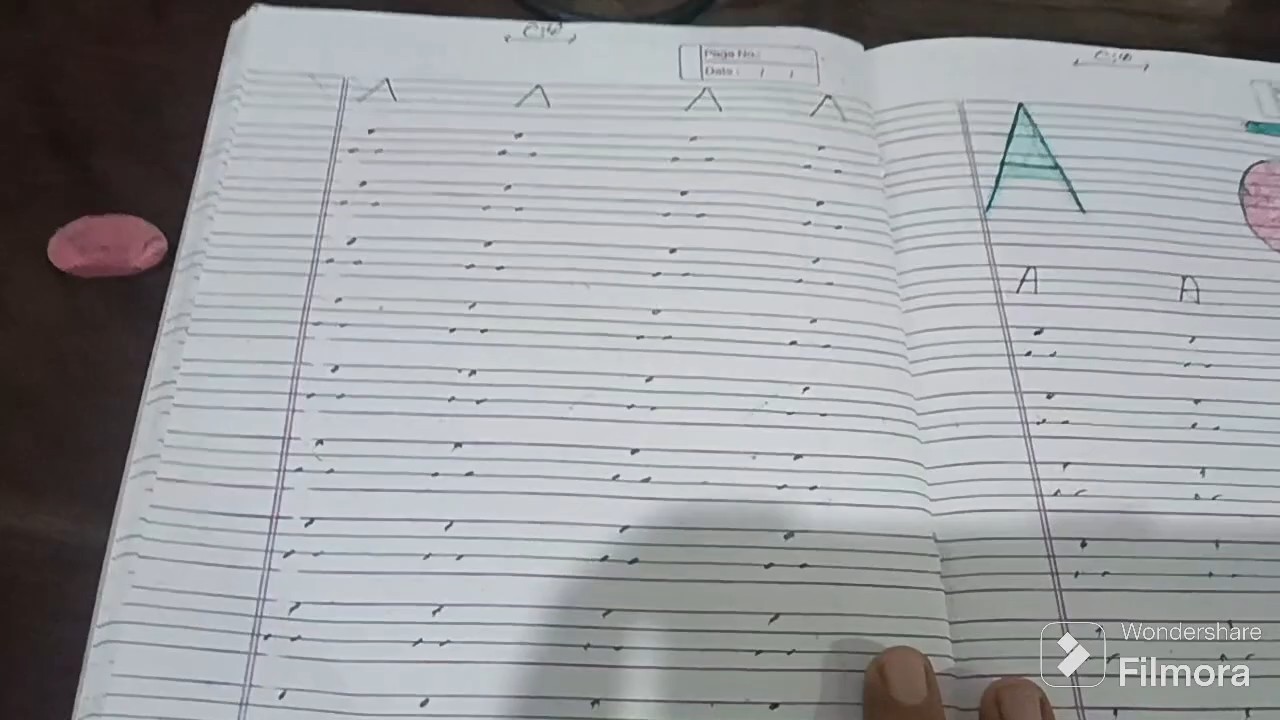 Page No.:
Date : / /
Λ Λ Λ Λ
A
A A
Wondershare
Filmora